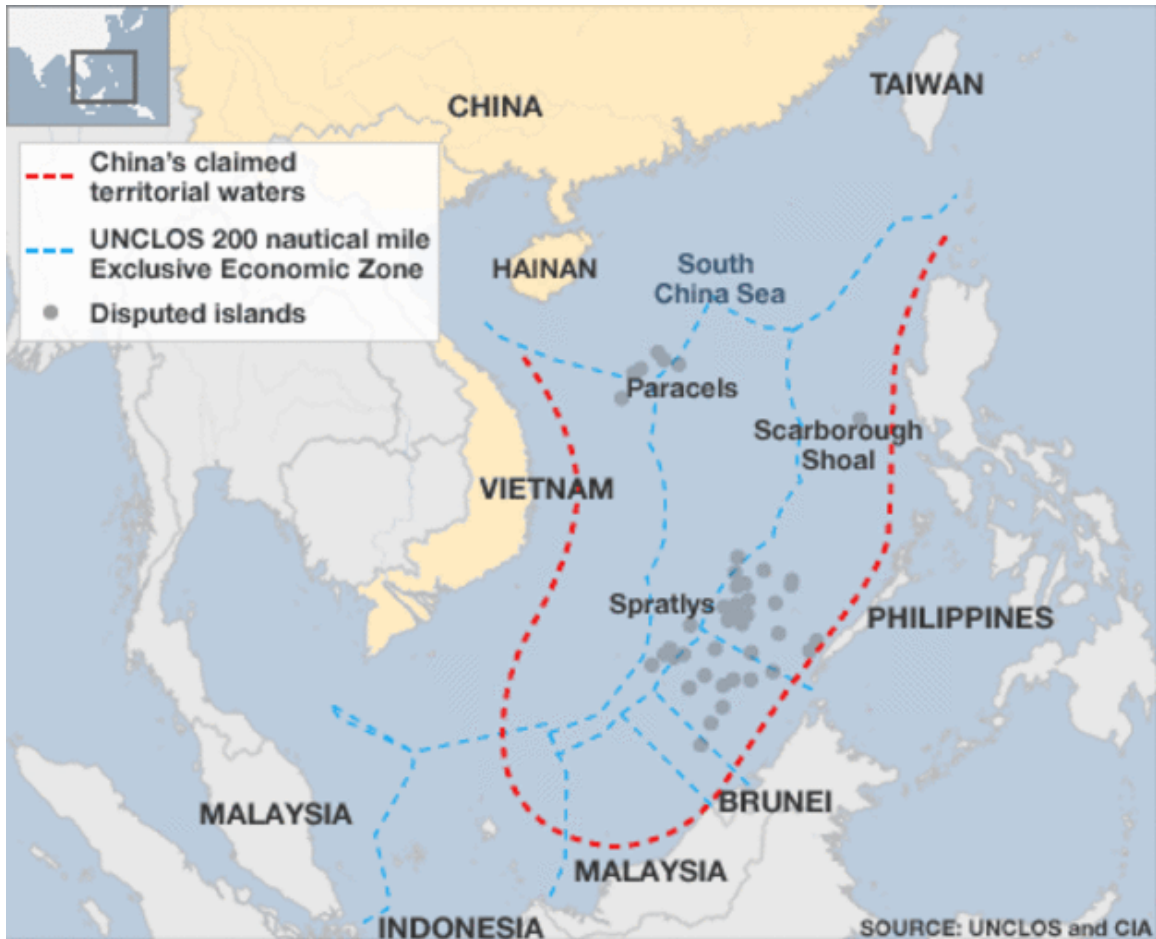 TAIWAN
CHINA
China's claimed
territorial waters
UNCLOS 200 nautical mile
Exclusive Economic Zone
Disputed islands
HAINAN
South
China Sea
Paracels
Scarborough
Shoal
VIETNAM
Spratlys
PHILIPPINES
BRUNEI
MALAYSIA
MALAYSIA
INDONESIA
SOURCE: UNCLOS and CIA